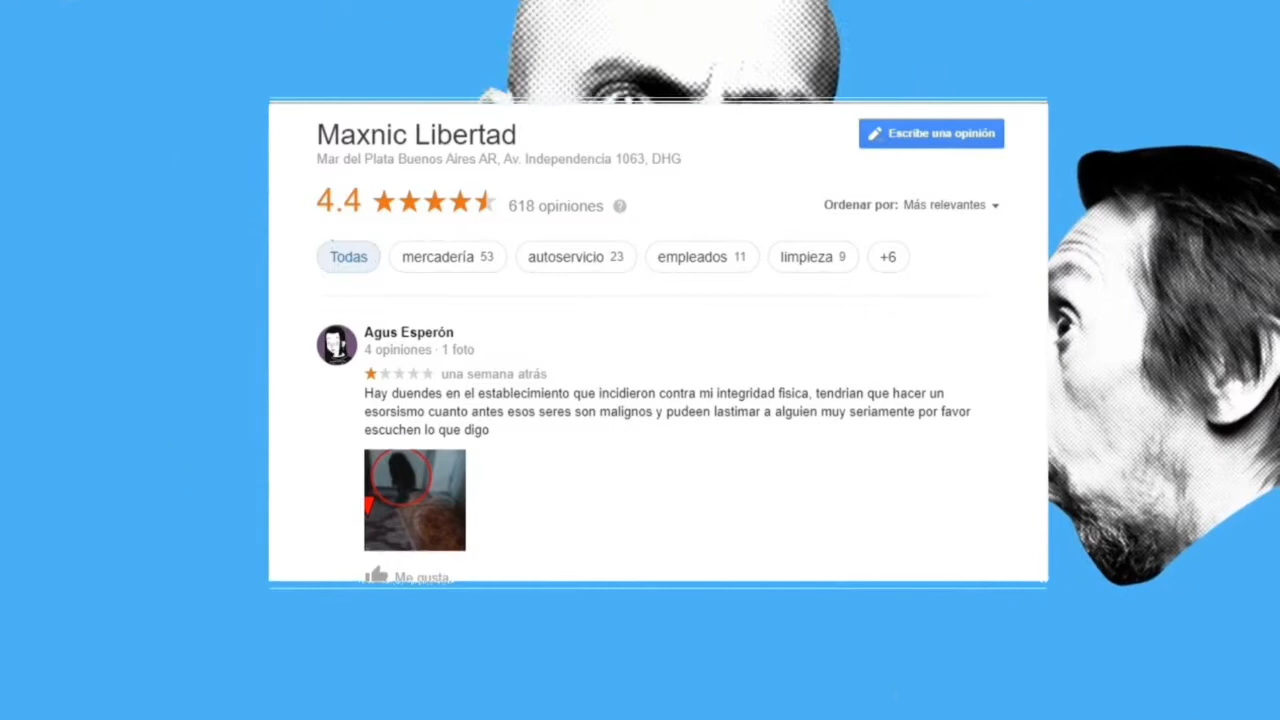 Maxnic Libertad
Escribe una opinión
Mar del Plata Buenos Aires AR, Av. Independencia 1063, DHG
4.4 618 opiniones ?
Ordenar por: Más relevantes
Todas mercadería 53 autoservicio 23 empleados 11 limpieza 9 +6
Agus Esperón
4 opiniones · 1 foto
una semana atrás
Hay duendes en el establecimiento que incidieron contra mi integridad fisica, tendrian que hacer un
esorsismo cuanto antes esos seres son malignos y pudeen lastimar a alguien muy seriamente por favor
escuchen lo que digo
Me gusta